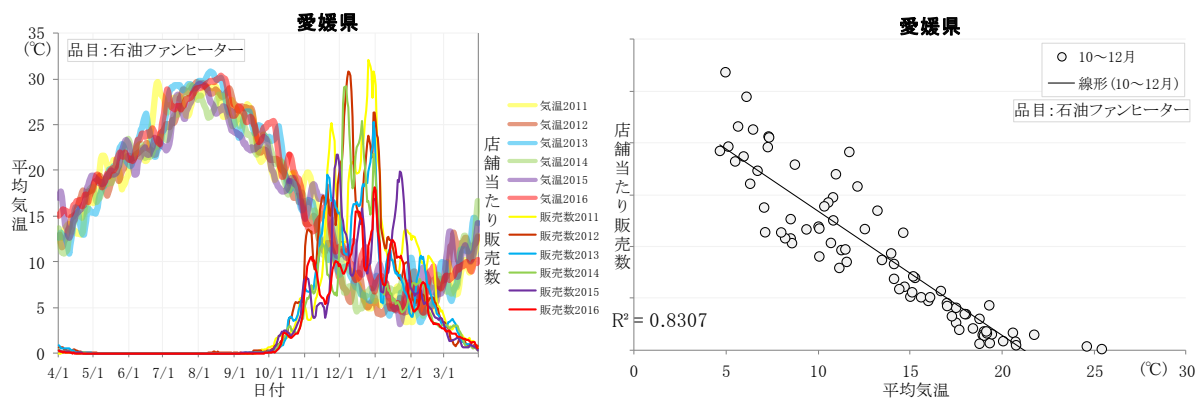 愛媛県
35
(℃)
品目:石油ファンヒーター
30
25
20
15
10
5
0
平均気温
4/1 5/1 6/1 7/1 8/1 9/1 10/1 11/1 12/1 1/1 2/1 3/1
日付
店舗当たり販売数
気温2011
気温2012
気温2013
気温2014
気温2015
気温2016
販売数2011
販売数2012
販売数2013
販売数2014
販売数2015
販売数2016
愛媛県
10～12月
線形(10～12月)
品目:石油ファンヒーター
店舗当たり販売数
R² = 0.8307
(℃)
0 5 10 15 20 25 30
平均気温